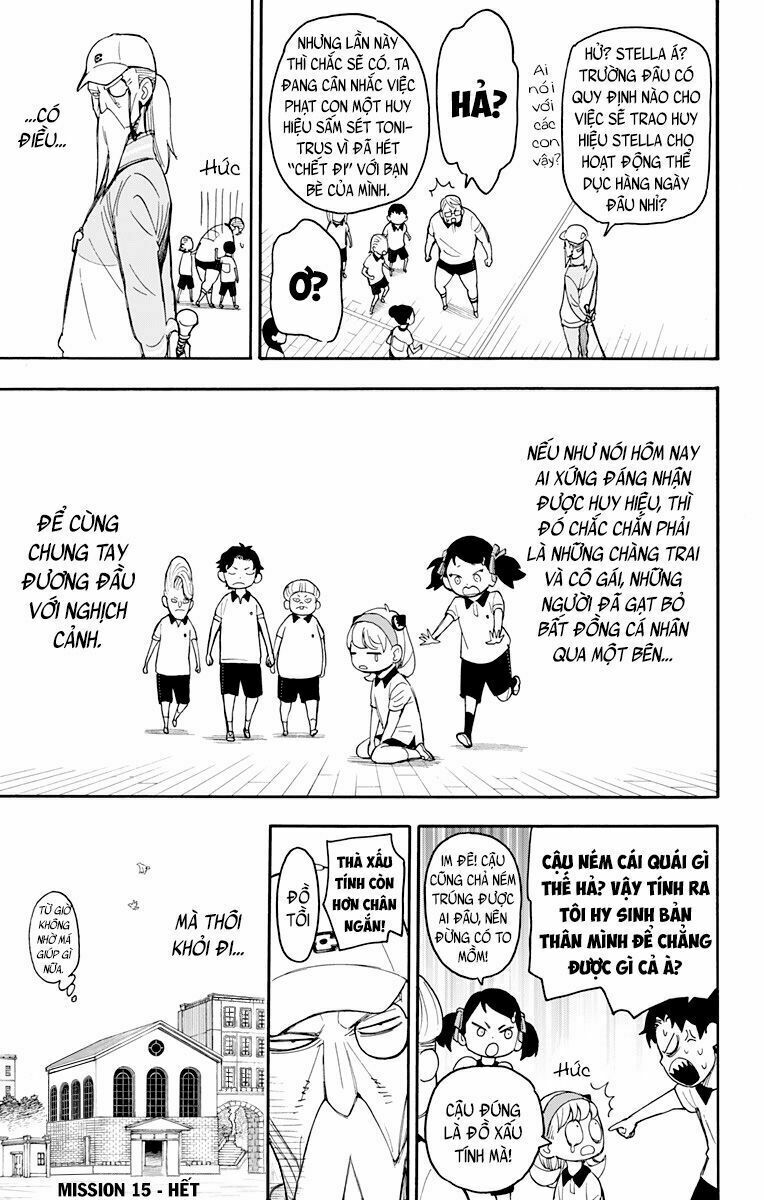 HỬ? STELLA Á?
TRƯỜNG ĐÂU CÓ
QUY ĐỊNH NÀO CHO
VIỆC SẼ TRAO HUY
HIỆU STELLA CHO
HOẠT ĐỘNG THỂ
DỤC HÀNG NGÀY
ĐÂU NHỈ?
Ai
nói
với
các
con
vậy?
HẢ?
NHƯNG LẦN NÀY
THÌ CHẮC SẼ CÓ. TA
ĐANG CẦN NHẮC VIỆC
PHẠT CON MỘT HUY
HIỆU SẤM SÉT TONI-
TRUS VÌ ĐÃ HÉT
“CHẾT ĐI” VỚI BẠN
BÈ CỦA MÌNH.
Ơ?
...CÓ
ĐIỀU...
Hức
NẾU NHƯ NÓI HÔM NAY
AI XỨNG ĐÁNG NHẬN
ĐƯỢC HUY HIỆU, THÌ
ĐÓ CHẮC CHẮN PHẢI
LÀ NHỮNG CHÀNG TRAI
VÀ CÔ GÁI, NHỮNG
NGƯỜI ĐÃ GẠT BỎ
BẤT ĐỒNG CÁ NHÂN
QUA MỘT BÊN...
ĐỂ CÙNG
CHUNG TAY
ĐƯƠNG ĐẦU
VỚI NGHỊCH
CẢNH.
CẬU NÉM CÁI QUÁI GÌ
THẾ HẢ? VẬY TÍNH RA
TÔI HY SINH BẢN
THÂN MÌNH ĐỂ CHẲNG
ĐƯỢC GÌ CẢ À?
IM ĐÊ! CẬU
CŨNG CHẢ NÉM
TRÚNG ĐƯỢC
AI ĐÂU, NÊN
ĐỪNG CÓ TO
MỒM!
Hức
CẬU ĐÚNG
LÀ ĐỒ XẤU
TÍNH MÀ!
THÀ XẤU
TÍNH CÒN
HƠN CHÂN
NGẮN!
ĐỒ
TỒI
MÀ THÔI
KHỎI ĐI...
TỪ GIỜ
KHÔNG
NHỜ MÁ
GIÚP GÌ
NỮA.
MISSION 15 - HẾT